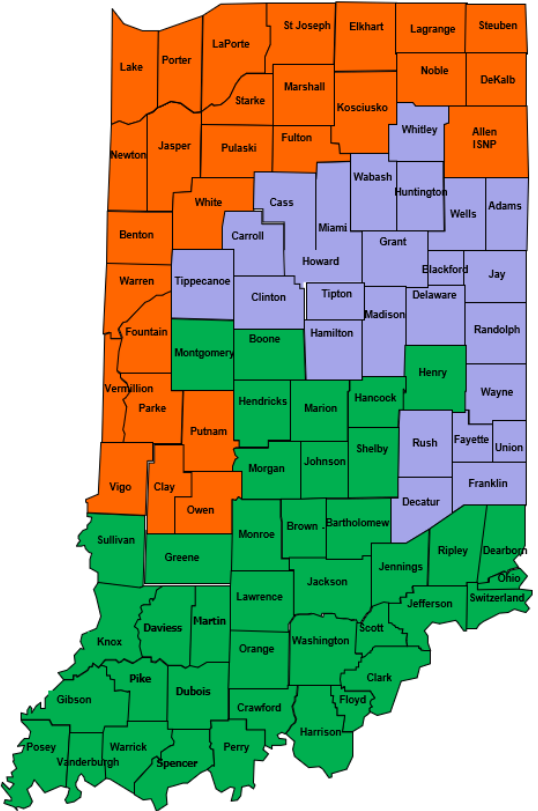 St Joseph
Elkhart
Lagrange
Steuben
LaPorte
Porter
Lake
Noble
DeKalb
Marshall
Starke
Kosciusko
Whitley
Allen
ISNP
Fulton
Jasper
Pulaski
Newton
Wabash
Huntington
White
Cass
Wells
Adams
Miami
Benton
Carroll
Grant
Howard
Blackford
Jay
Warren
Tippecanoe
Clinton
Tipton
Delaware
Madison
Fountain
Hamilton
Randolph
Boone
Montgomery
Henry
Vermillion
Wayne
Hancock
Hendricks
Marion
Parke
Putnam
Fayette
Rush
Union
Shelby
Johnson
Morgan
Franklin
Vigo
Clay
Decatur
Owen
Brown
Bartholomew
Monroe
Sullivan
Ripley
Dearborn
Greene
Jennings
Ohio
Jackson
Lawrence
Switzerland
Jefferson
Martin
Daviess
Scott
Knox
Washington
Orange
Clark
Pike
Dubois
Gibson
Floyd
Crawford
Harrison
Posey
Warrick
Perry
Vanderburgh
Spencer